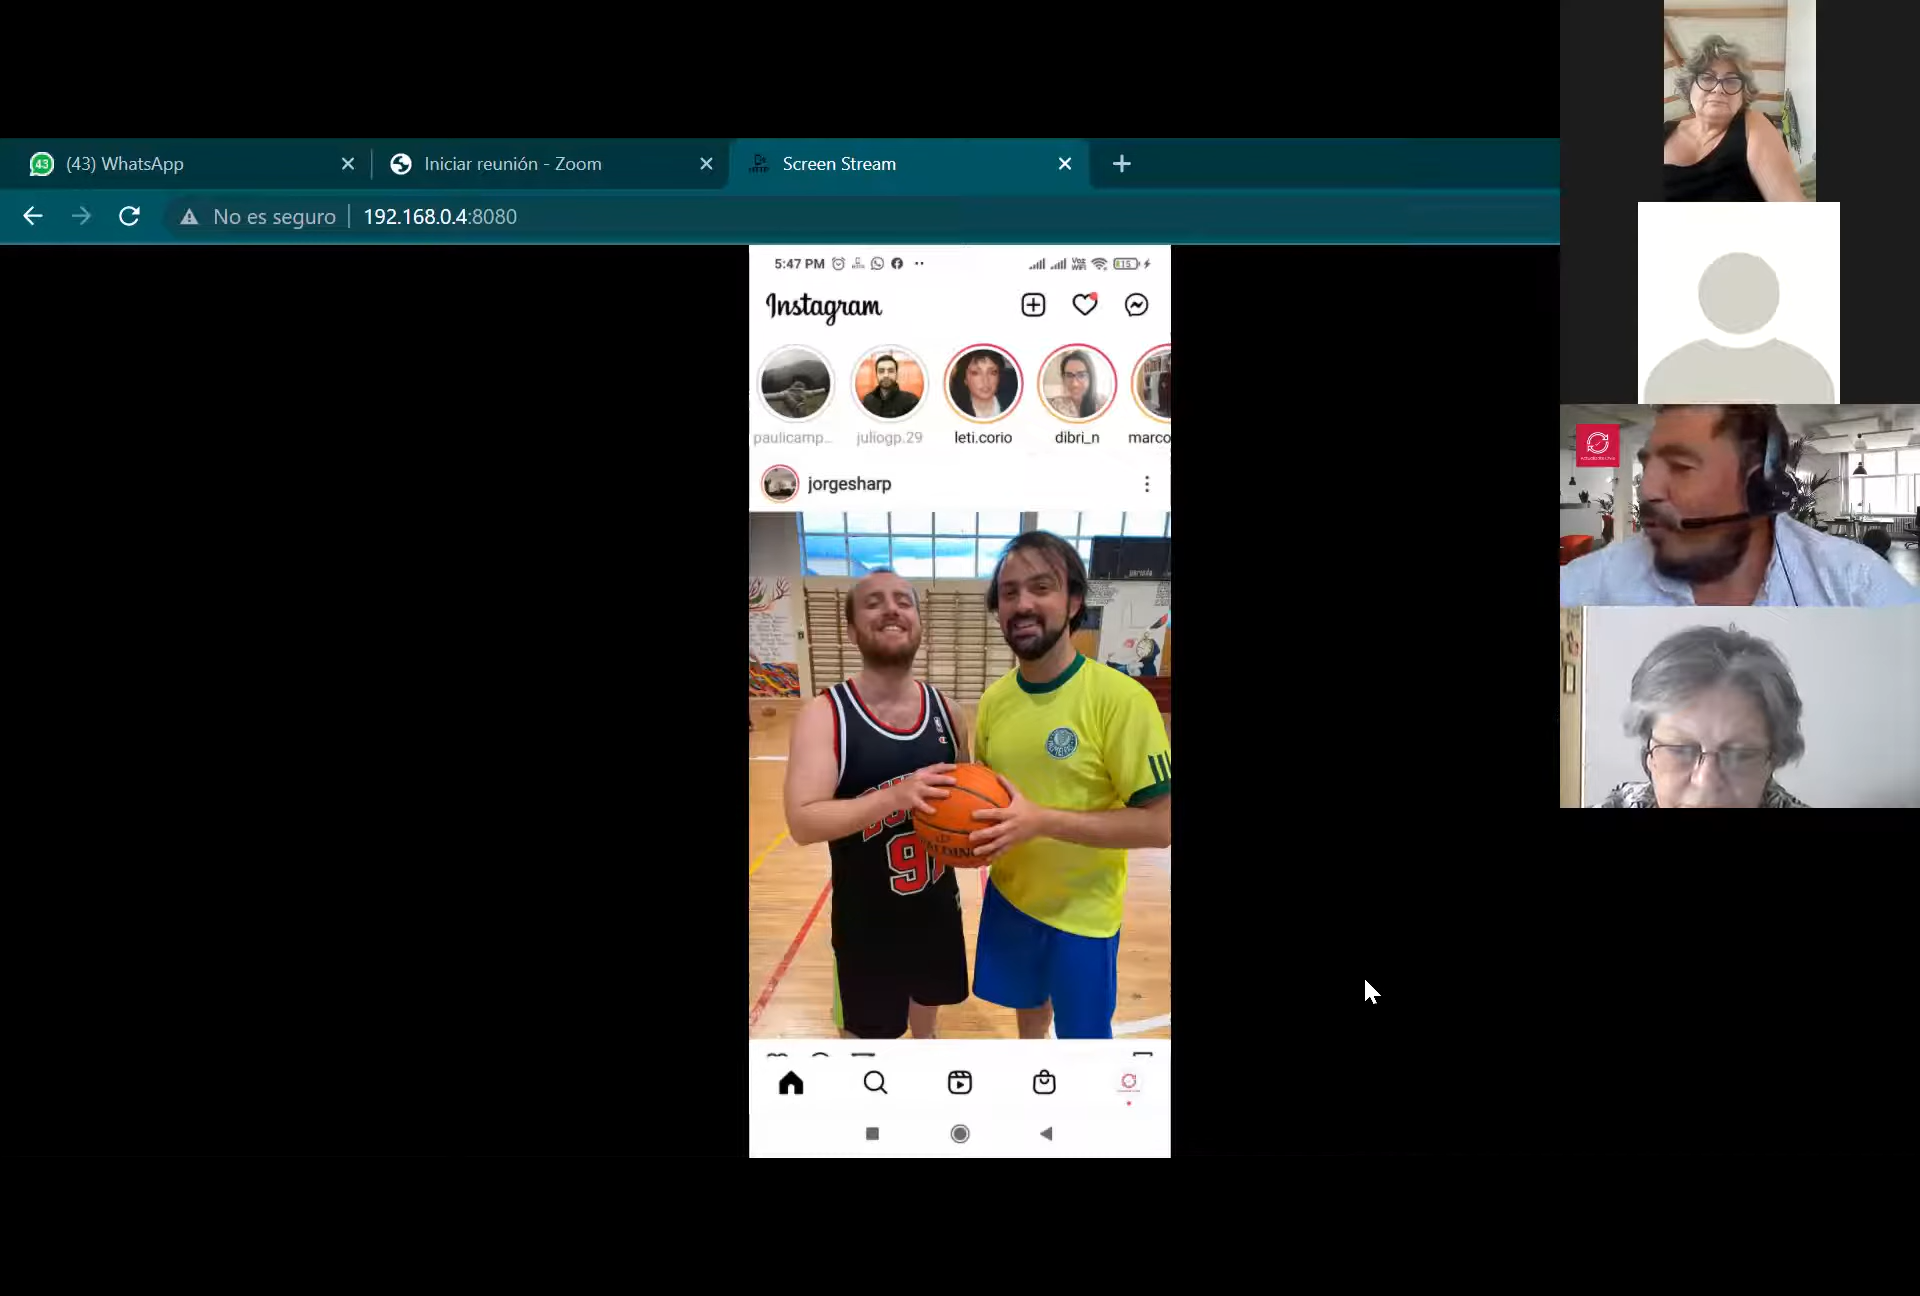 (43) WhatsApp
Iniciar reunión - Zoom
Screen Stream
No es seguro
192.168.0.4:8080
5:47 PM
15
Instagram
paulicamp...
juliogp.29
leti.corio
dibri_n
marco
jorgesharp